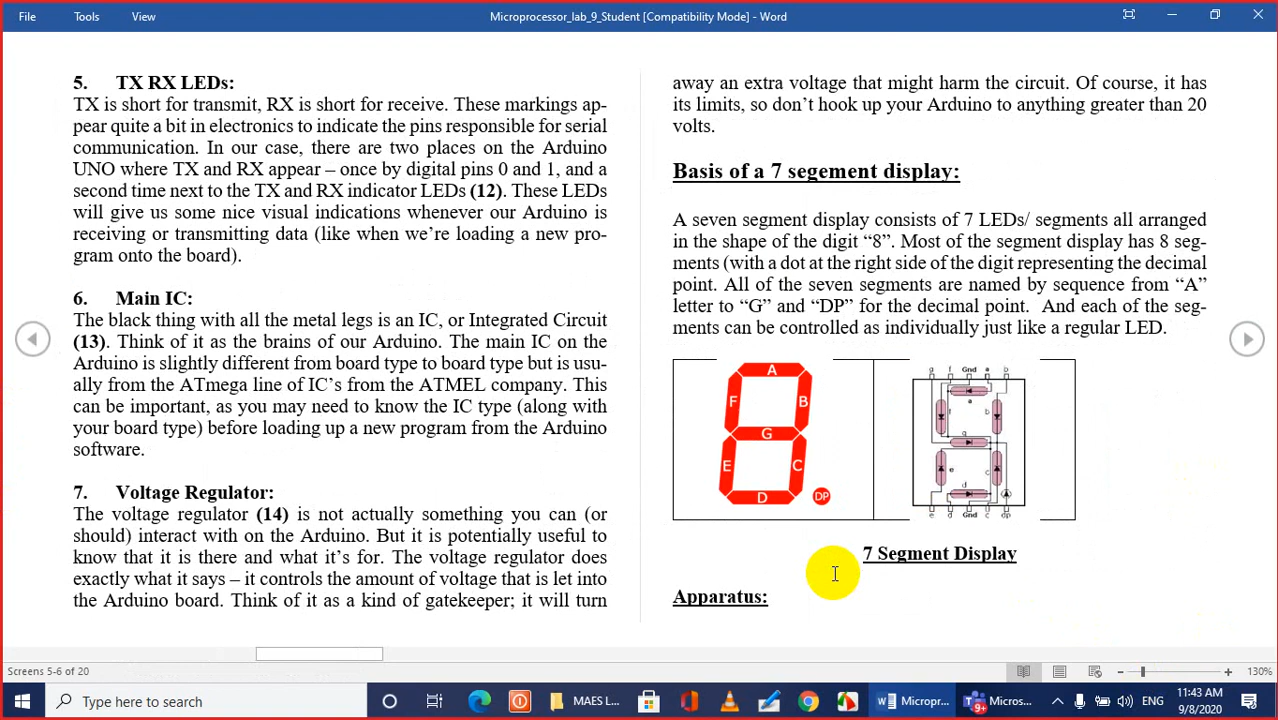 File Tools View Microprocessor_lab_9_Student [Compatibility Mode] - Word
5. TX RX LEDs:
TX is short for transmit, RX is short for receive. These markings ap-
pear quite a bit in electronics to indicate the pins responsible for serial
communication. In our case, there are two places on the Arduino
UNO where TX and RX appear – once by digital pins 0 and 1, and a
second time next to the TX and RX indicator LEDs (12). These LEDs
will give us some nice visual indications whenever our Arduino is
receiving or transmitting data (like when we’re loading a new pro-
gram onto the board).
6. Main IC:
The black thing with all the metal legs is an IC, or Integrated Circuit
(13). Think of it as the brains of our Arduino. The main IC on the
Arduino is slightly different from board type to board type but is usu-
ally from the ATmega line of IC’s from the ATMEL company. This
can be important, as you may need to know the IC type (along with
your board type) before loading up a new program from the Arduino
software.
7. Voltage Regulator:
The voltage regulator (14) is not actually something you can (or
should) interact with on the Arduino. But it is potentially useful to
know that it is there and what it’s for. The voltage regulator does
exactly what it says – it controls the amount of voltage that is let into
the Arduino board. Think of it as a kind of gatekeeper; it will turn
away an extra voltage that might harm the circuit. Of course, it has
its limits, so don’t hook up your Arduino to anything greater than 20
volts.
Basis of a 7 segement display:
A seven segment display consists of 7 LEDs/ segments all arranged
in the shape of the digit “8”. Most of the segment display has 8 seg-
ments (with a dot at the right side of the digit representing the decimal
point. All of the seven segments are named by sequence from “A”
letter to “G” and “DP” for the decimal point. And each of the seg-
ments can be controlled as individually just like a regular LED.
A
F B
G
E C
D DP
g f Gnd a b
a
f b
g
e c
d
e d Gnd c dp
7 Segment Display
Apparatus:
Screens 5-6 of 20 130%
Type here to search MAES L... Micropr... Micros... 9+ ENG 11:43 AM
9/8/2020